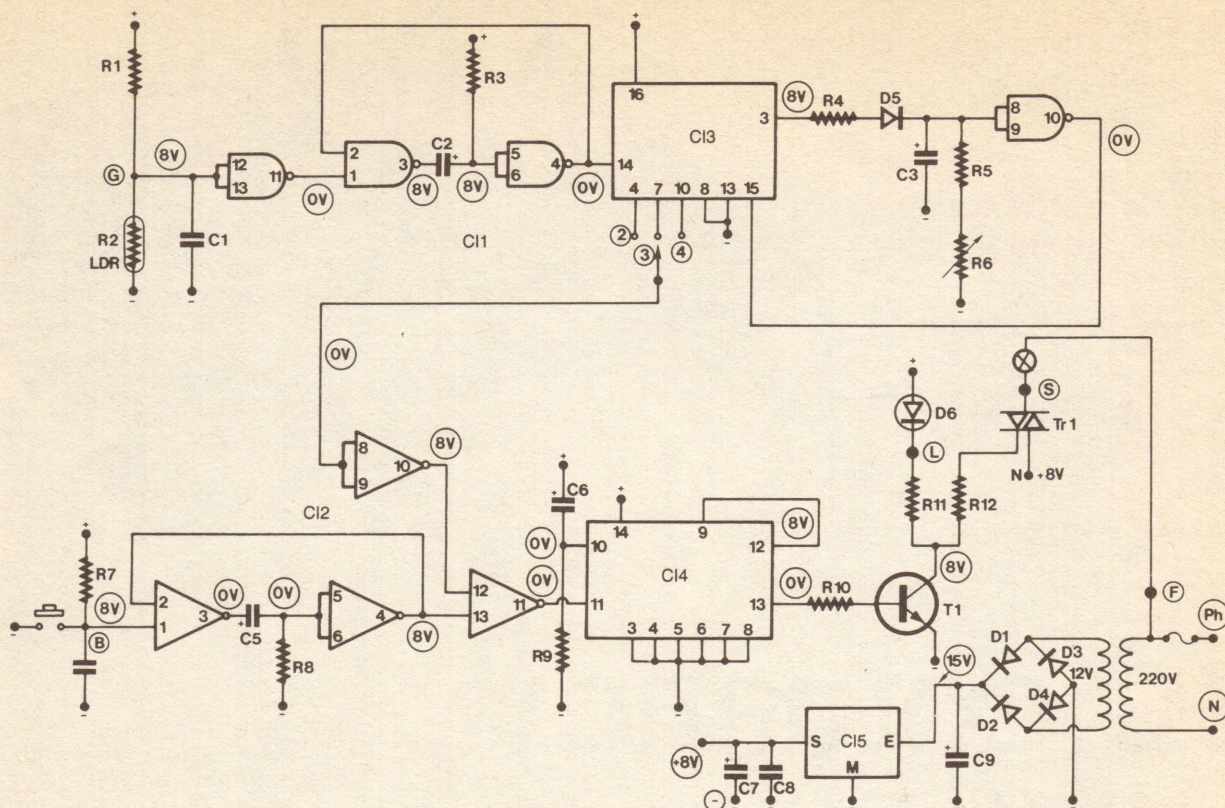 +
R1
G
8V
R2
LDR
C1
12
13
11
0V
2
1
3
8V
C2
+
8V
+
R3
5
6
4
0V
CI1
+
16
14
CI3
3
4
7
10
8
13
15
2
3
4
8V
R4
D5
+
C3
R5
R6
8
9
10
0V
0V
8
9
10
8V
CI2
+
R7
8V
B
2
1
3
0V
C5
+
0V
R8
5
6
4
8V
12
13
11
0V
+
+
C6
0V
R9
+
14
9
10
11
CI4
12
13
3
4
5
6
7
8
8V
0V
R10
T1
8V
+
D6
L
R11
R12
S
Tr1
N
+8V
F
Ph
N
220V
12V
D1
D3
D2
D4
15V
+
C9
CI5
S
E
M
+8V
+
C7
C8
-